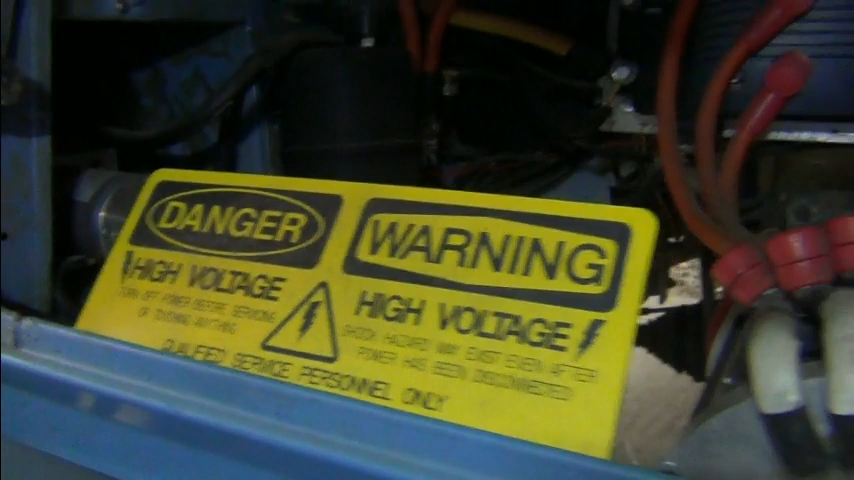 DANGER
HIGH VOLTAGE
TURN OFF POWER BEFORE SERVICING
OR TOUCHING ANYTHING
WARNING
HIGH VOLTAGE
SHOCK HAZARD MAY EXIST EVEN AFTER
POWER HAS BEEN DISCONNECTED
QUALIFIED SERVICE PERSONNEL ONLY